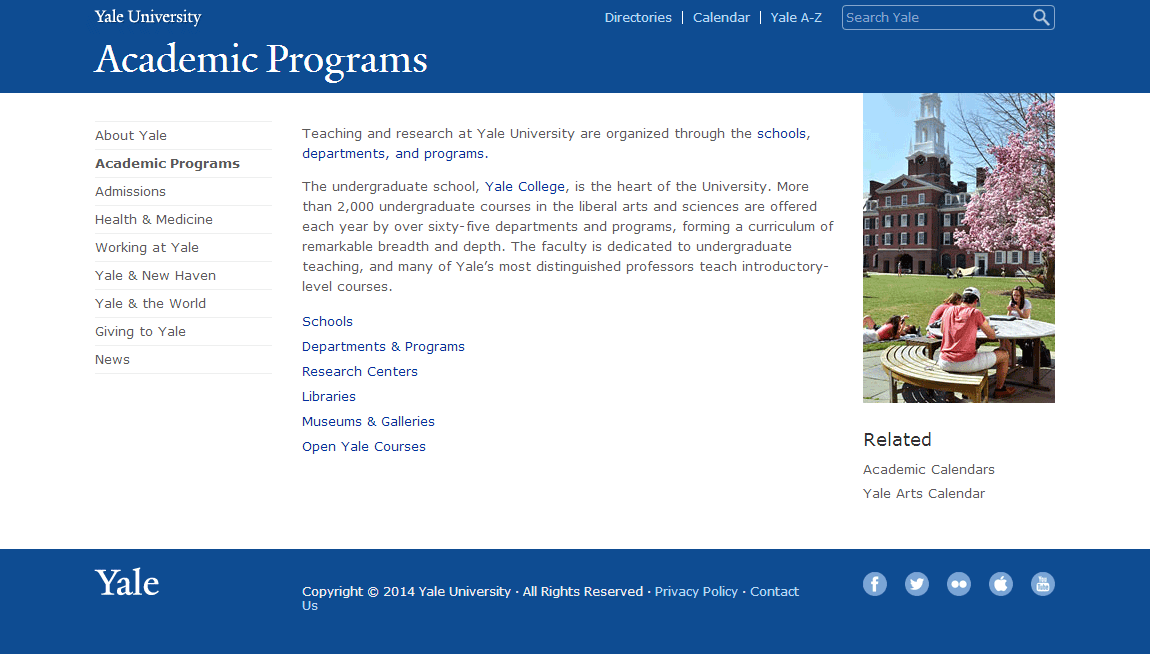 Yale University
Directories | Calendar | Yale A-Z
Search Yale
Academic Programs
About Yale
Academic Programs
Admissions
Health & Medicine
Working at Yale
Yale & New Haven
Yale & the World
Giving to Yale
News
Teaching and research at Yale University are organized through the schools,
departments, and programs.
The undergraduate school, Yale College, is the heart of the University. More
than 2,000 undergraduate courses in the liberal arts and sciences are offered
each year by over sixty-five departments and programs, forming a curriculum of
remarkable breadth and depth. The faculty is dedicated to undergraduate
teaching, and many of Yale’s most distinguished professors teach introductory-
level courses.
Schools
Departments & Programs
Research Centers
Libraries
Museums & Galleries
Open Yale Courses
Related
Academic Calendars
Yale Arts Calendar
Yale
Copyright © 2014 Yale University · All Rights Reserved · Privacy Policy · Contact
Us
f
You
Tube